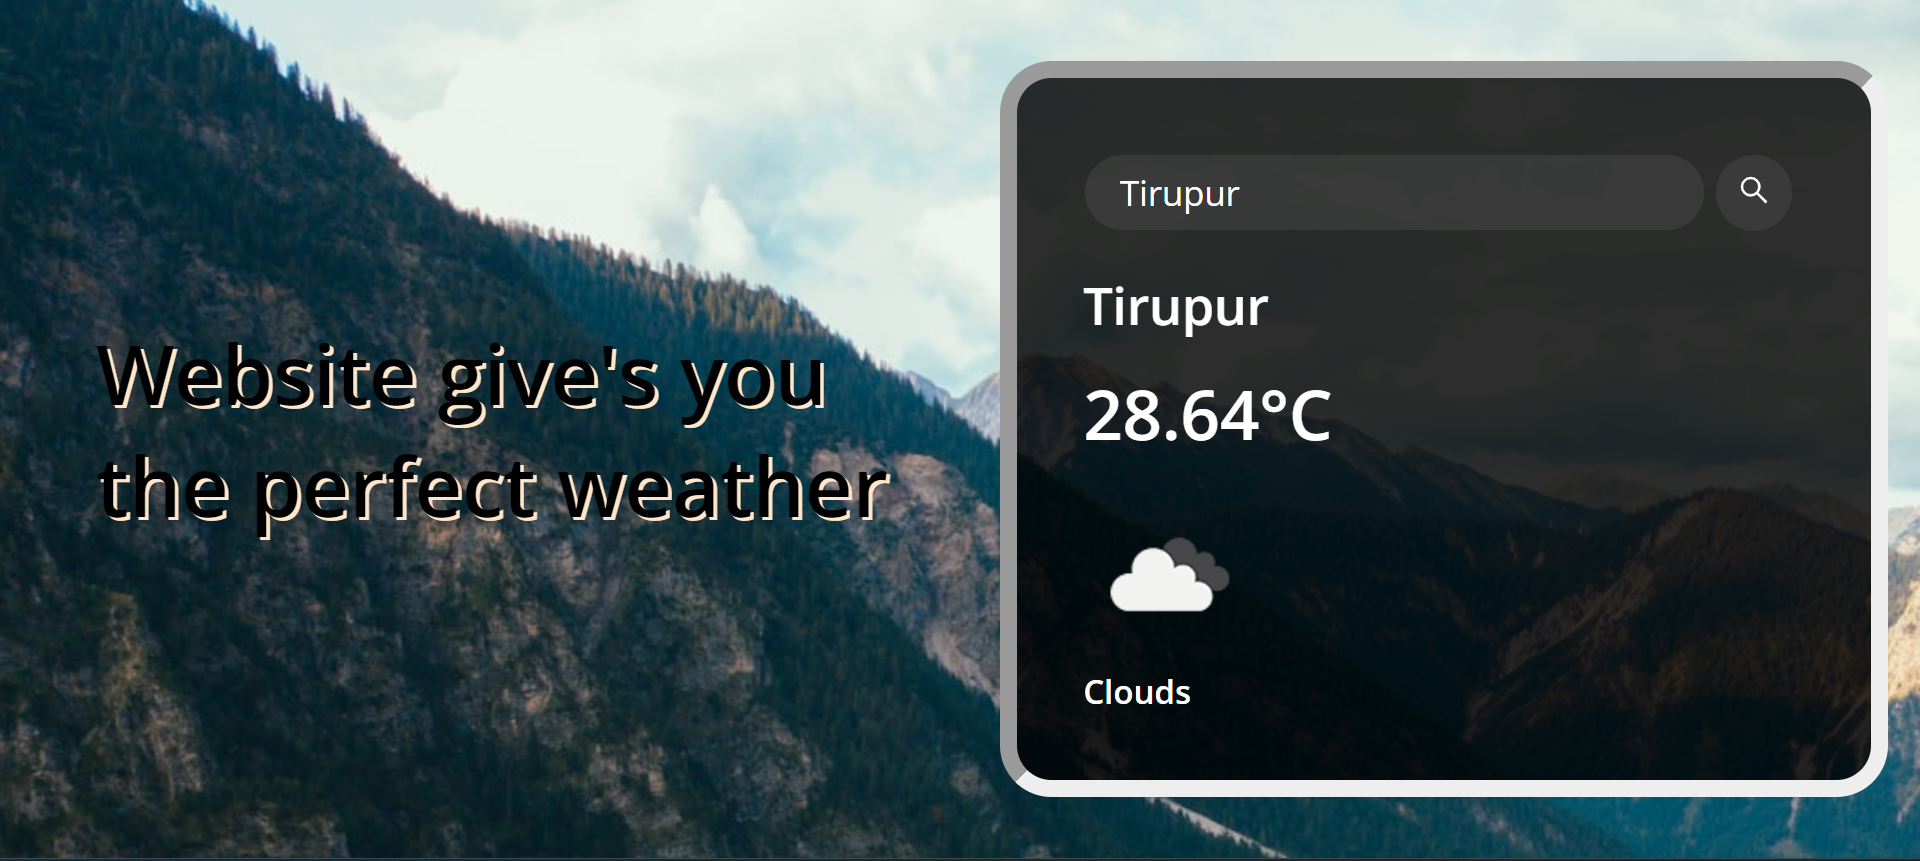 Website give's you
the perfect weather
Tirupur
Tirupur
28.64°C
Clouds